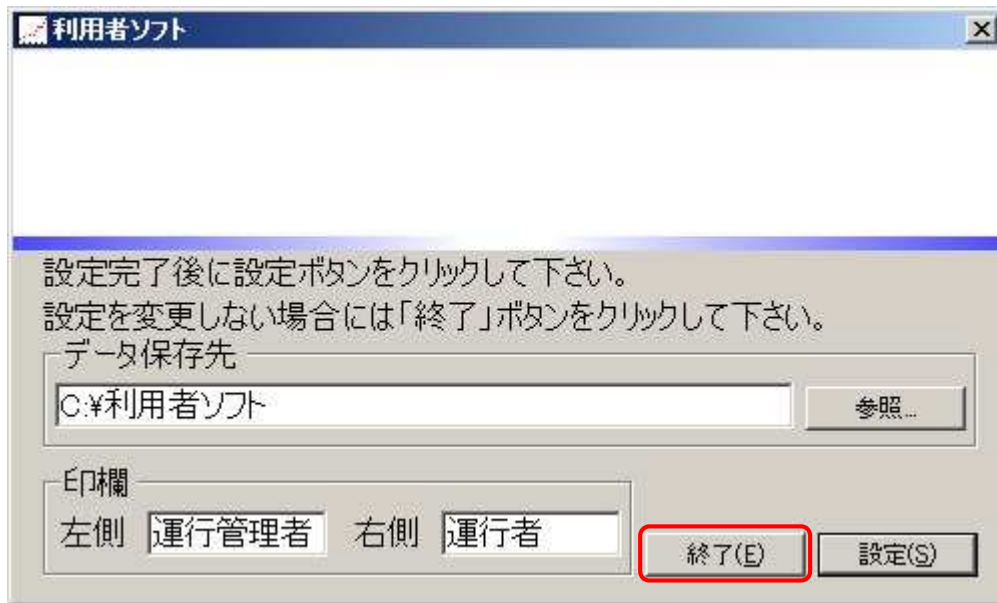 利用者ソフト
設定完了後に設定ボタンをクリックして下さい。
設定を変更しない場合には「終了」ボタンをクリックして下さい。
データ保存先
C:¥利用者ソフト
参照...
印欄
左側 運行管理者 右側 運行者
終了(E) 設定(S)